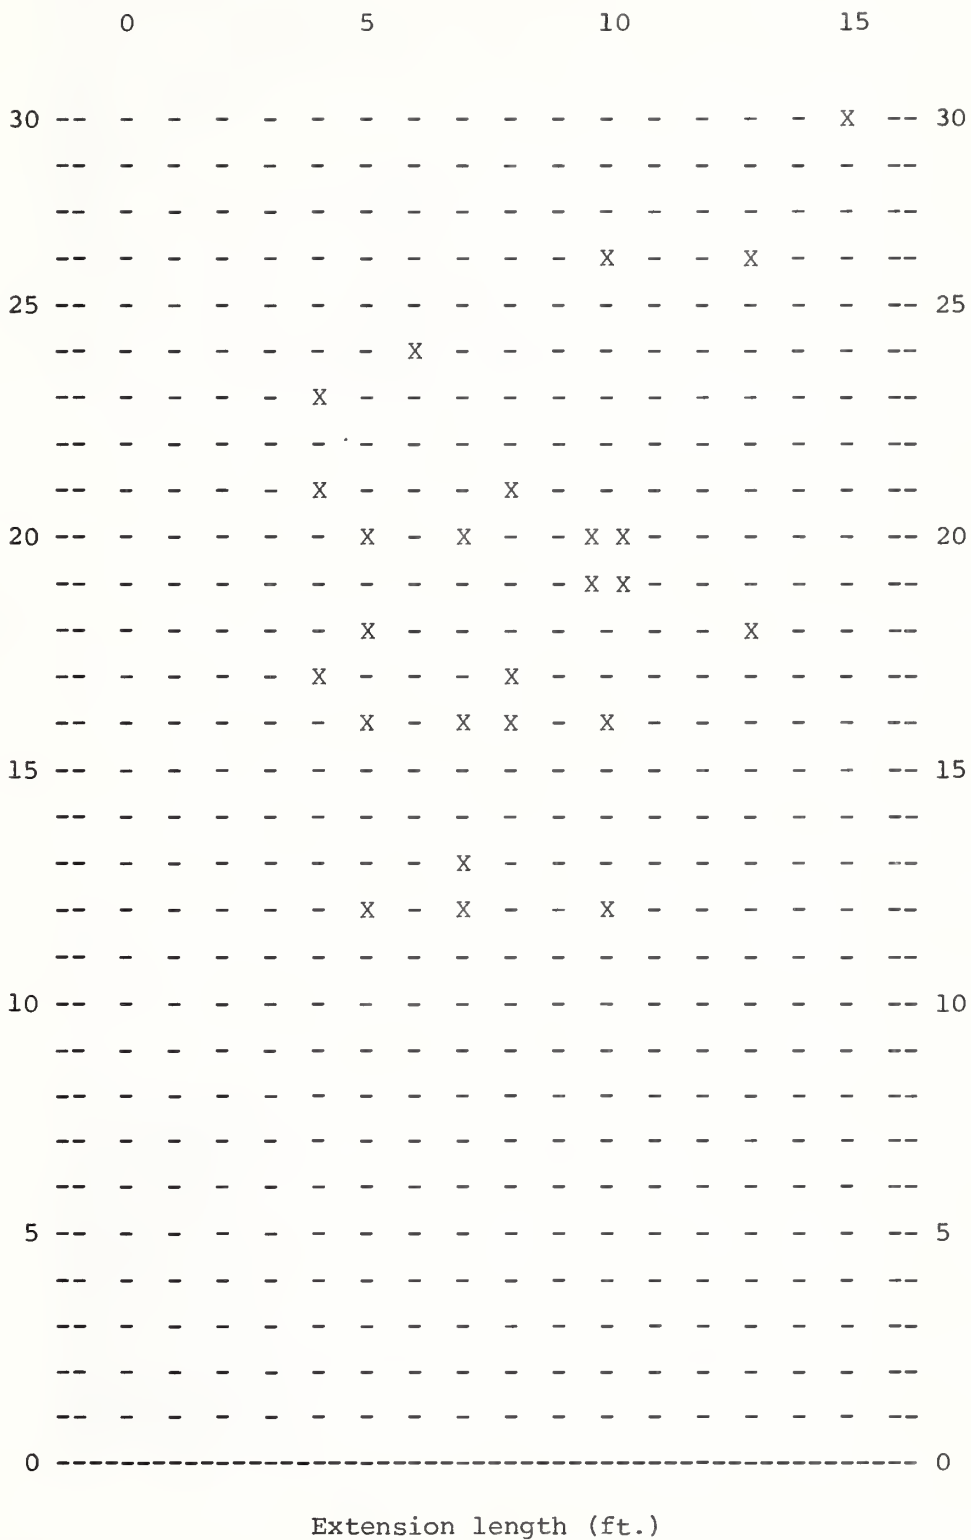 0 5 10 15
30 -- - - - - - - - - - - - - - - - X -- 30
-- - - - - - - - - - - - - - - - - --
-- - - - - - - - - - - - - - - - - --
-- - - - - - - - - - - X - - X - - --
25 -- - - - - - - - - - - - - - - - - -- 25
-- - - - - - - X - - - - - - - - - --
-- - - - - X - - - - - - - - - - - --
-- - - - - - - - - - - - - - - - - --
-- - - - - X - - - X - - - - - - - --
20 -- - - - - - X - X - - X X - - - - - -- 20
-- - - - - - - - - - - X X - - - - - --
-- - - - - - X - - - - - - - X - - --
-- - - - - X - - - X - - - - - - - --
-- - - - - - X - X X - X - - - - - --
15 -- - - - - - - - - - - - - - - - - -- 15
-- - - - - - - - - - - - - - - - - --
-- - - - - - - - X - - - - - - - - --
-- - - - - - X - X - - X - - - - - --
-- - - - - - - - - - - - - - - - - --
10 -- - - - - - - - - - - - - - - - - -- 10
-- - - - - - - - - - - - - - - - - --
-- - - - - - - - - - - - - - - - - --
-- - - - - - - - - - - - - - - - - --
-- - - - - - - - - - - - - - - - - --
5 -- - - - - - - - - - - - - - - - - -- 5
-- - - - - - - - - - - - - - - - - --
-- - - - - - - - - - - - - - - - - --
-- - - - - - - - - - - - - - - - - --
-- - - - - - - - - - - - - - - - - --
0 ------------------------------------------------------ 0
Extension length (ft.)